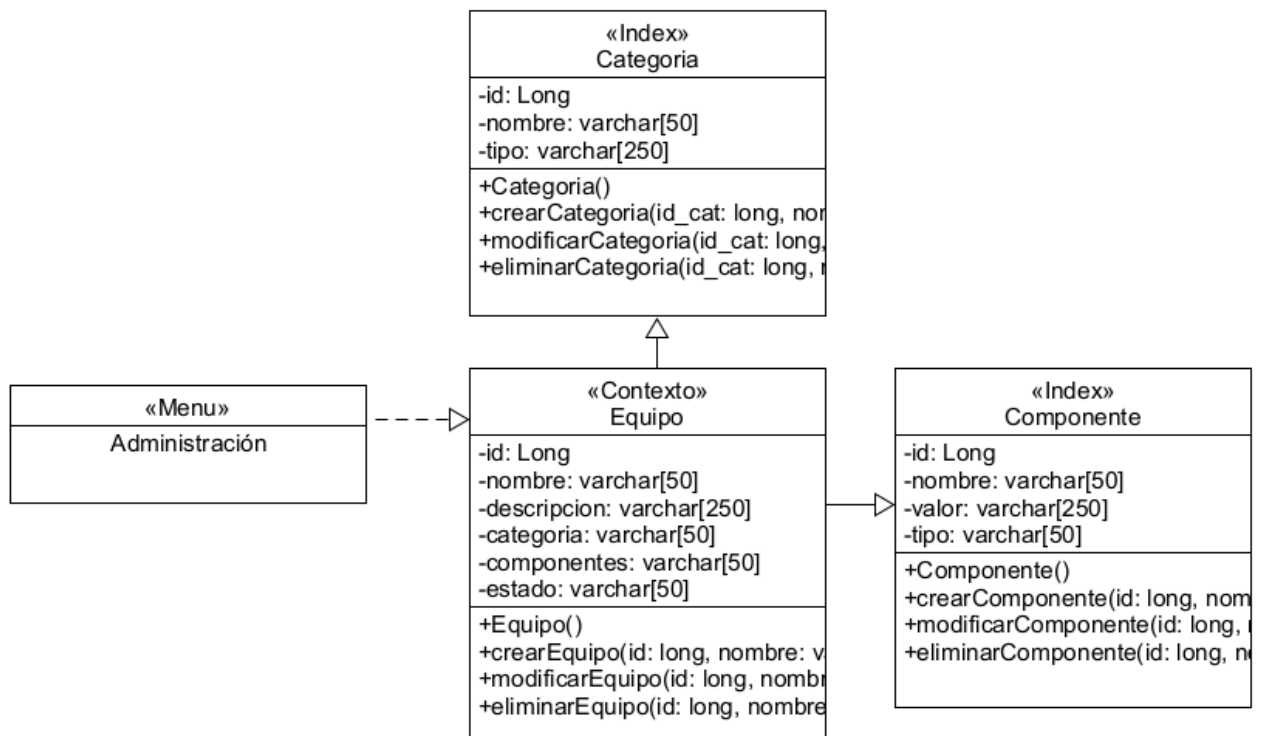 «Index»
Categoria
-id: Long
-nombre: varchar[50]
-tipo: varchar[250]
+Categoria()
+crearCategoria(id_cat: long,
+modificarCategoria(id_cat: long,
+eliminarCategoria(id_cat: long,
«Menu»
Administración
«Contexto»
Equipo
-id: Long
-nombre: varchar[50]
-descripcion: varchar[250]
-categoria: varchar[50]
-componentes: varchar[50]
-estado: varchar[50]
+Equipo()
+crearEquipo(id: long, nombre:
+modificarEquipo(id: long,
+eliminarEquipo(id: long, nombre
«Index»
Componente
-id: Long
-nombre: varchar[50]
-valor: varchar[250]
-tipo: varchar[50]
+Componente()
+crearComponente(id: long,
+modificarComponente(id: long,
+eliminarComponente(id: long,